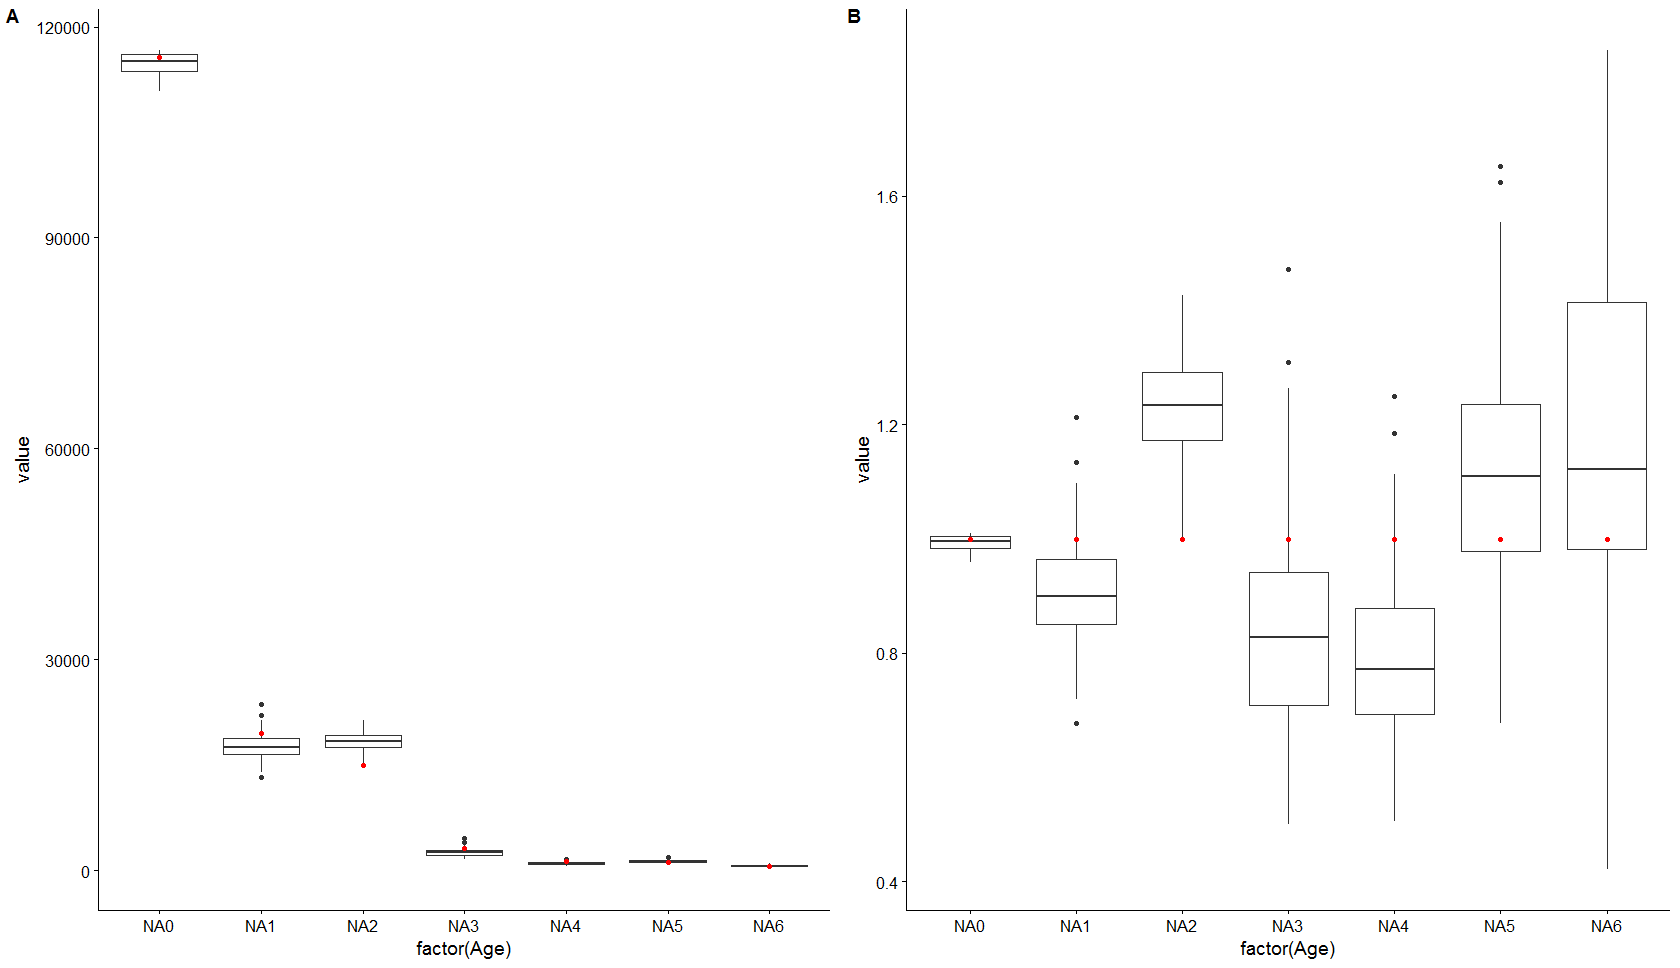 A
120000
90000
60000
30000
0
value
NA0 NA1 NA2 NA3 NA4 NA5 NA6
factor(Age)
B
1.6
1.2
0.8
0.4
value
NA0 NA1 NA2 NA3 NA4 NA5 NA6
factor(Age)